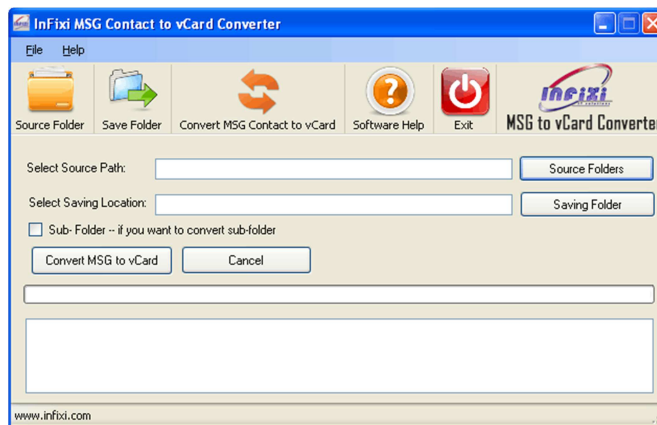 InFixi MSG Contact to vCard Converter
File Help
Source Folder Save Folder Convert MSG Contact to vCard Software Help Exit
INFIXI
IT solutions
MSG to vCard Converter
Select Source Path: Source Folders
Select Saving Location: Saving Folder
Sub- Folder -- if you want to convert sub-folder
Convert MSG to vCard Cancel
www.infixi.com